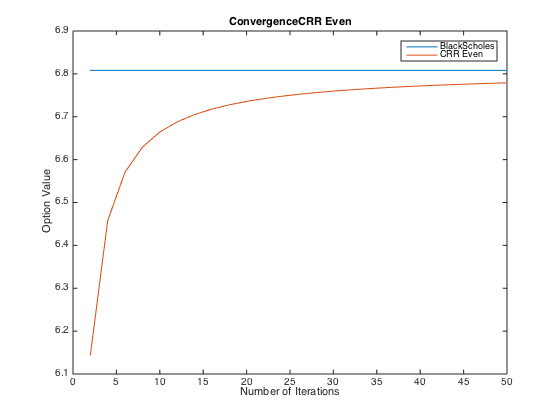 ConvergenceCRR Even
BlackScholes
CRR Even
Option Value
6.9
6.8
6.7
6.6
6.5
6.4
6.3
6.2
6.1
0 5 10 15 20 25 30 35 40 45 50
Number of Iterations